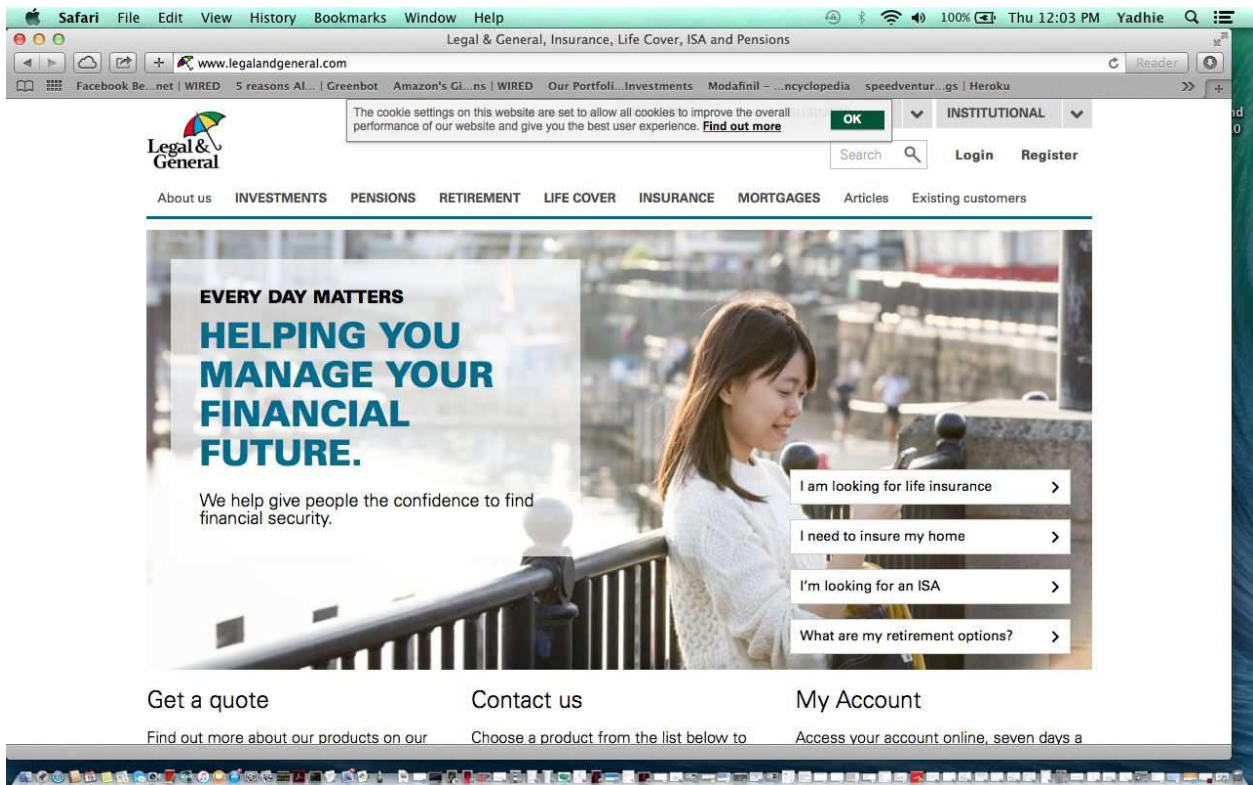 Safari File Edit View History Bookmarks Window Help 100% Thu 12:03 PM Yadhie
Legal & General, Insurance, Life Cover, ISA and Pensions
www.legalandgeneral.com Reader
Facebook Be...net | WIRED 5 reasons Al... | Greenbot Amazon's Gi...ns | WIRED Our Portfoli...Investments Modafinil – ...ncyclopedia speedventur...gs | Heroku
The cookie settings on this website are set to allow all cookies to improve the overall
performance of our website and give you the best user experience. Find out more
OK
INSTITUTIONAL
Legal &
General
Search Login Register
About us INVESTMENTS PENSIONS RETIREMENT LIFE COVER INSURANCE MORTGAGES Articles Existing customers
EVERY DAY MATTERS
HELPING YOU
MANAGE YOUR
FINANCIAL
FUTURE.
We help give people the confidence to find
financial security.
I am looking for life insurance
I need to insure my home
I'm looking for an ISA
What are my retirement options?
Get a quote Contact us My Account
Find out more about our products on our Choose a product from the list below to Access your account online, seven days a